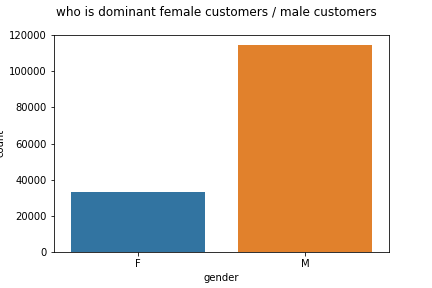 who is dominant female customers / male customers
120000
100000
80000
60000
40000
20000
0
count
F
M
gender